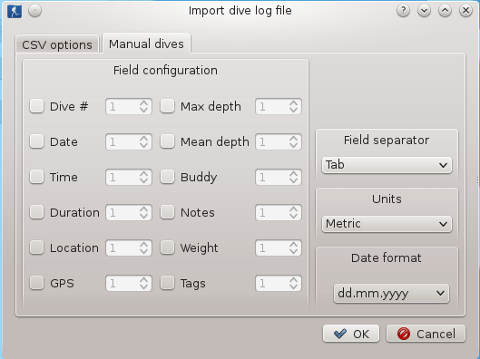 Import dive log file
CSV options Manual dives
Field configuration
Dive # 1 Max depth 1
Date 1 Mean depth 1
Time 1 Buddy 1
Duration 1 Notes 1
Location 1 Weight 1
GPS 1 Tags 1
Field separator
Tab
Units
Metric
Date format
dd.mm.yyyy
OK Cancel